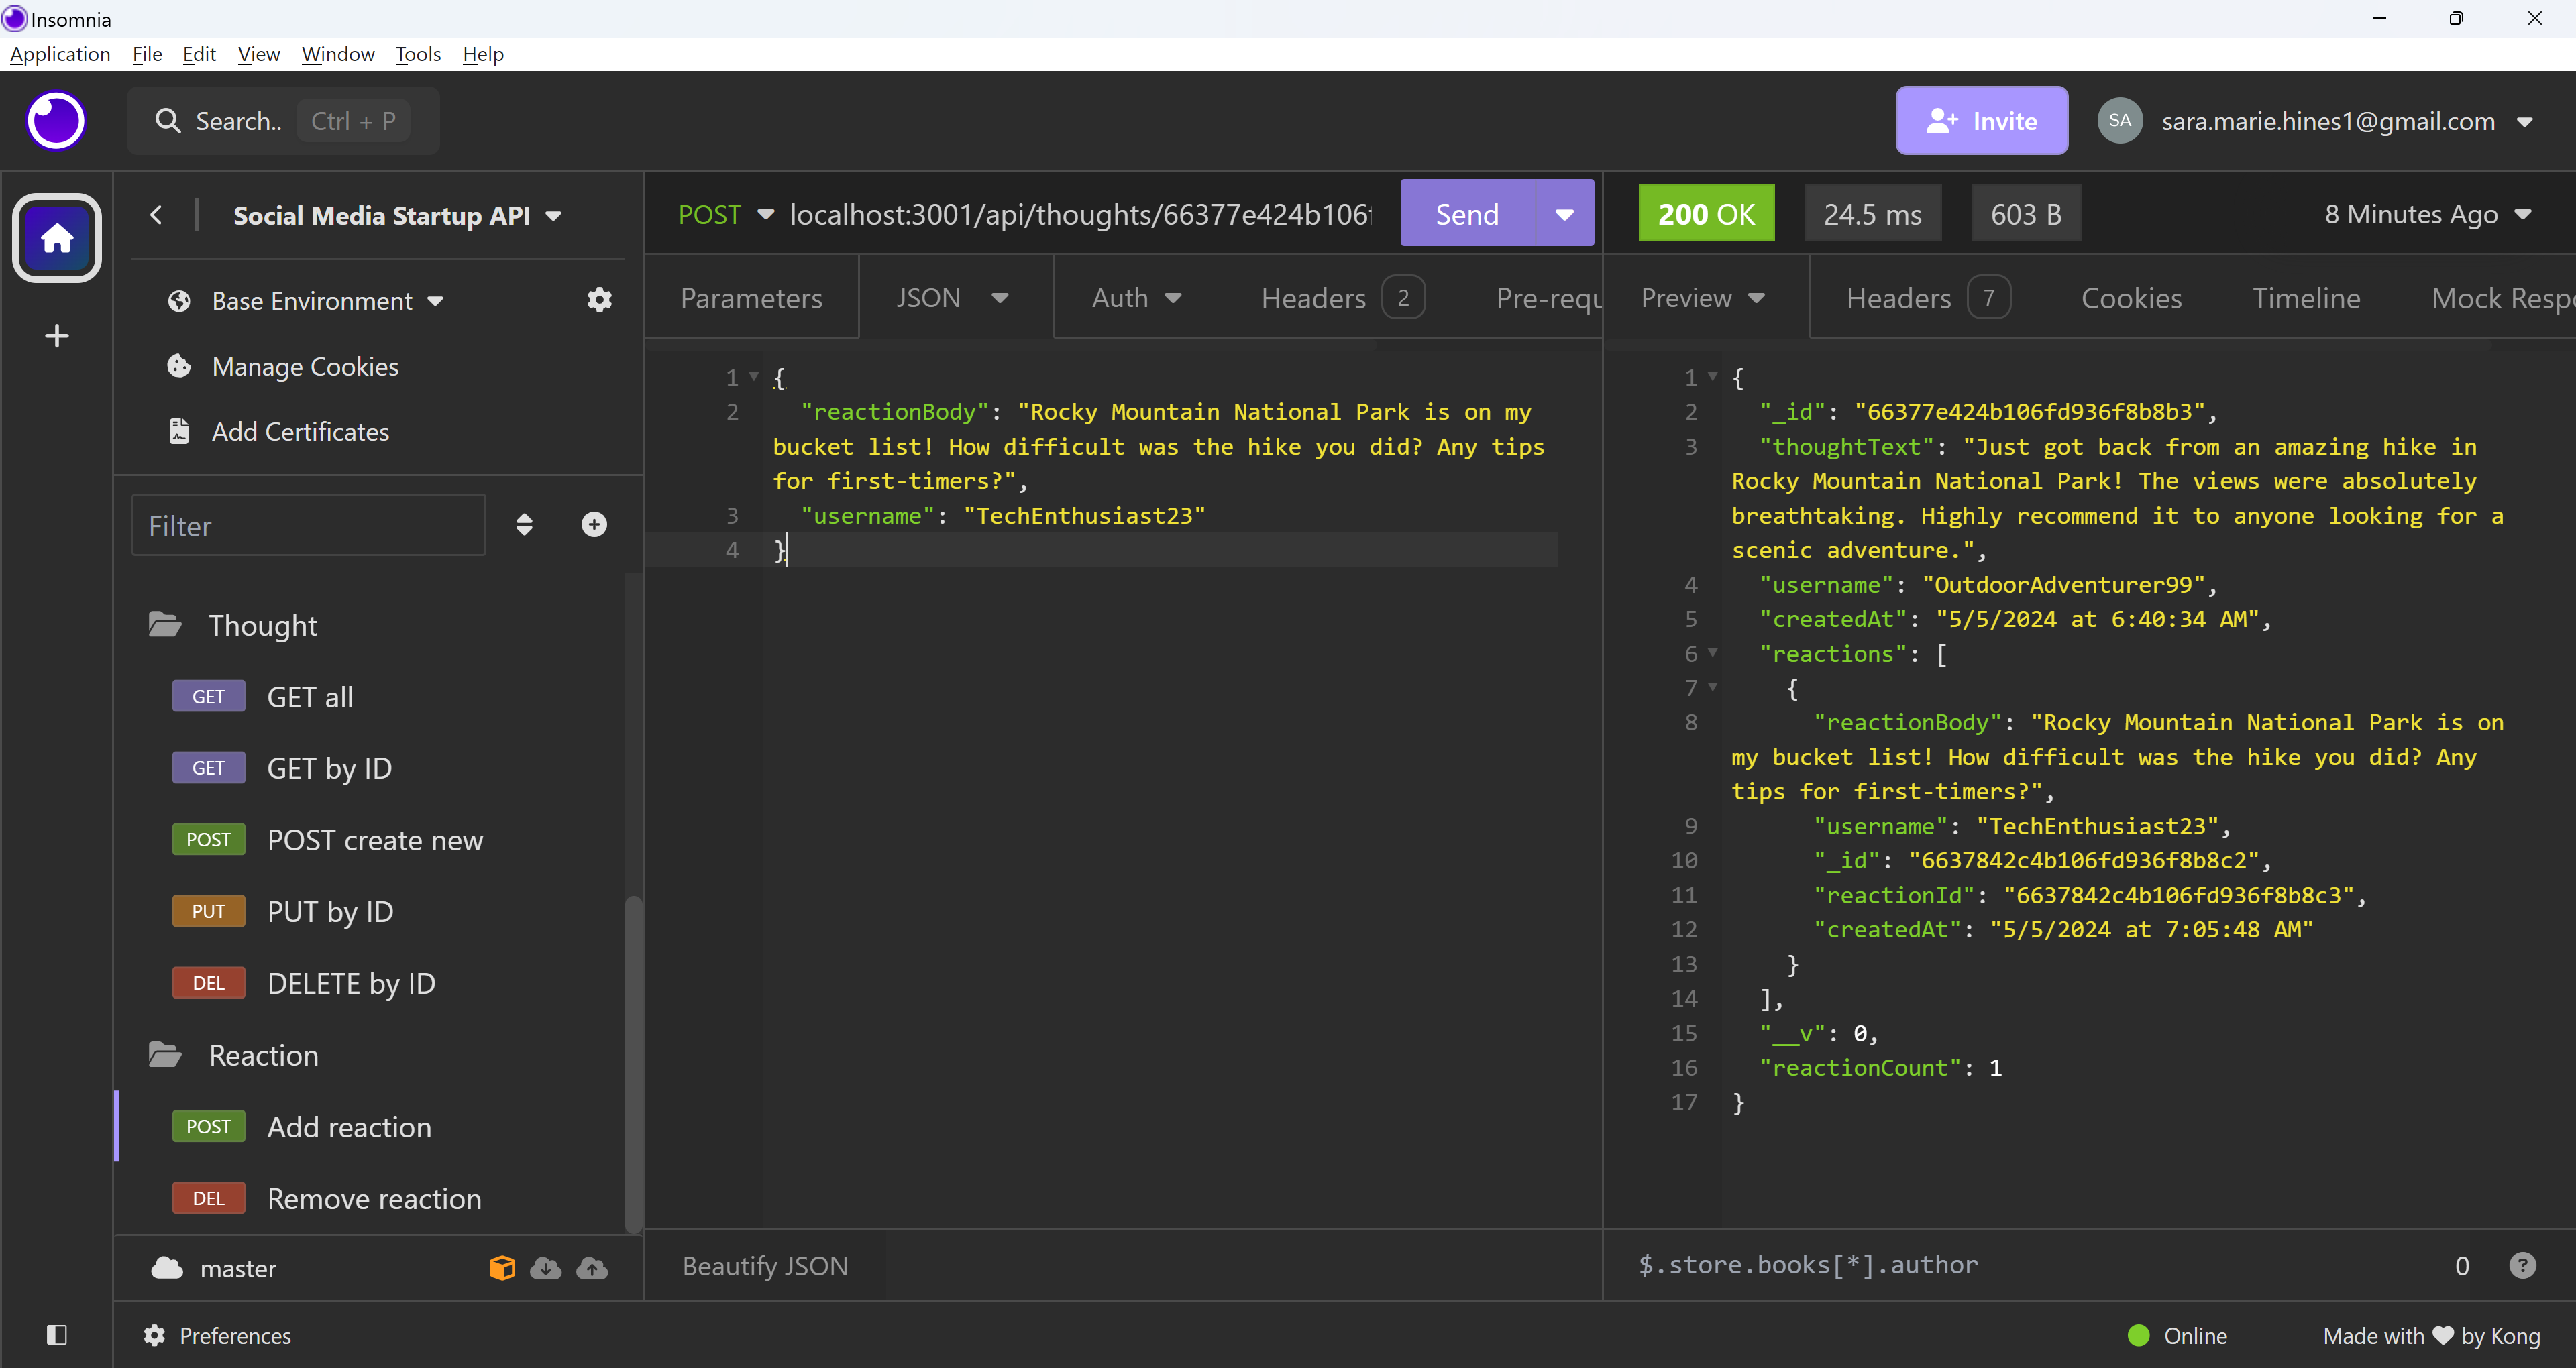 Insomnia
Application File Edit View Window Tools Help
Search.. Ctrl + P
Invite
SA sara.marie.hines1@gmail.com
Social Media Startup API
Base Environment
Manage Cookies
Add Certificates
Filter
Thought
GET GET all
GET GET by ID
POST POST create new
PUT PUT by ID
DEL DELETE by ID
Reaction
POST Add reaction
DEL Remove reaction
master
POST localhost:3001/api/thoughts/66377e424b106
Send
Parameters JSON Auth Headers 2 Pre-requ
1 {
2 "reactionBody": "Rocky Mountain National Park is on my
bucket list! How difficult was the hike you did? Any tips
for first-timers?",
3 "username": "TechEnthusiast23"
4 }
Beautify JSON
200 OK 24.5 ms 603 B 8 Minutes Ago
Preview Headers 7 Cookies Timeline Mock Resp
1 {
2 "_id": "66377e424b106fd936f8b8b3",
3 "thoughtText": "Just got back from an amazing hike in
Rocky Mountain National Park! The views were absolutely
breathtaking. Highly recommend it to anyone looking for a
scenic adventure.",
4 "username": "OutdoorAdventurer99",
5 "createdAt": "5/5/2024 at 6:40:34 AM",
6 "reactions": [
7 {
8 "reactionBody": "Rocky Mountain National Park is on
my bucket list! How difficult was the hike you did? Any
tips for first-timers?",
9 "username": "TechEnthusiast23",
10 "_id": "6637842c4b106fd936f8b8c2",
11 "reactionId": "6637842c4b106fd936f8b8c3",
12 "createdAt": "5/5/2024 at 7:05:48 AM"
13 }
14 ],
15 "__v": 0,
16 "reactionCount": 1
17 }
$.store.books[*].author 0 ?
Preferences
Online
Made with ♥ by Kong